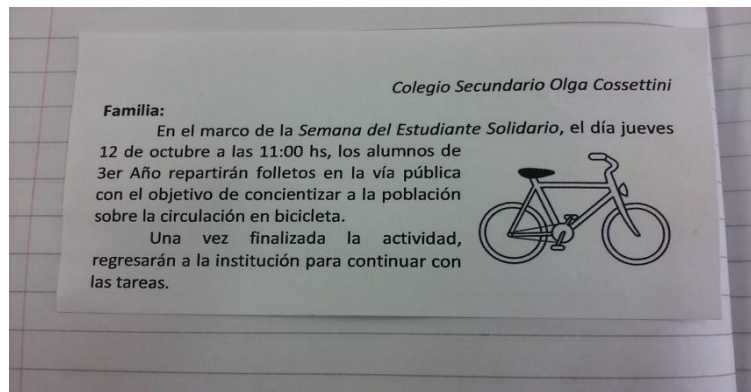 Colegio Secundario Olga Cossettini
Familia:
En el marco de la Semana del Estudiante Solidario, el día jueves
12 de octubre a las 11:00 hs, los alumnos de
3er Año repartirán folletos en la vía pública
con el objetivo de concientizar a la población
sobre la circulación en bicicleta.
Una vez finalizada la actividad,
regresarán a la institución para continuar con
las tareas.